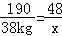 190/38kg = 48/x